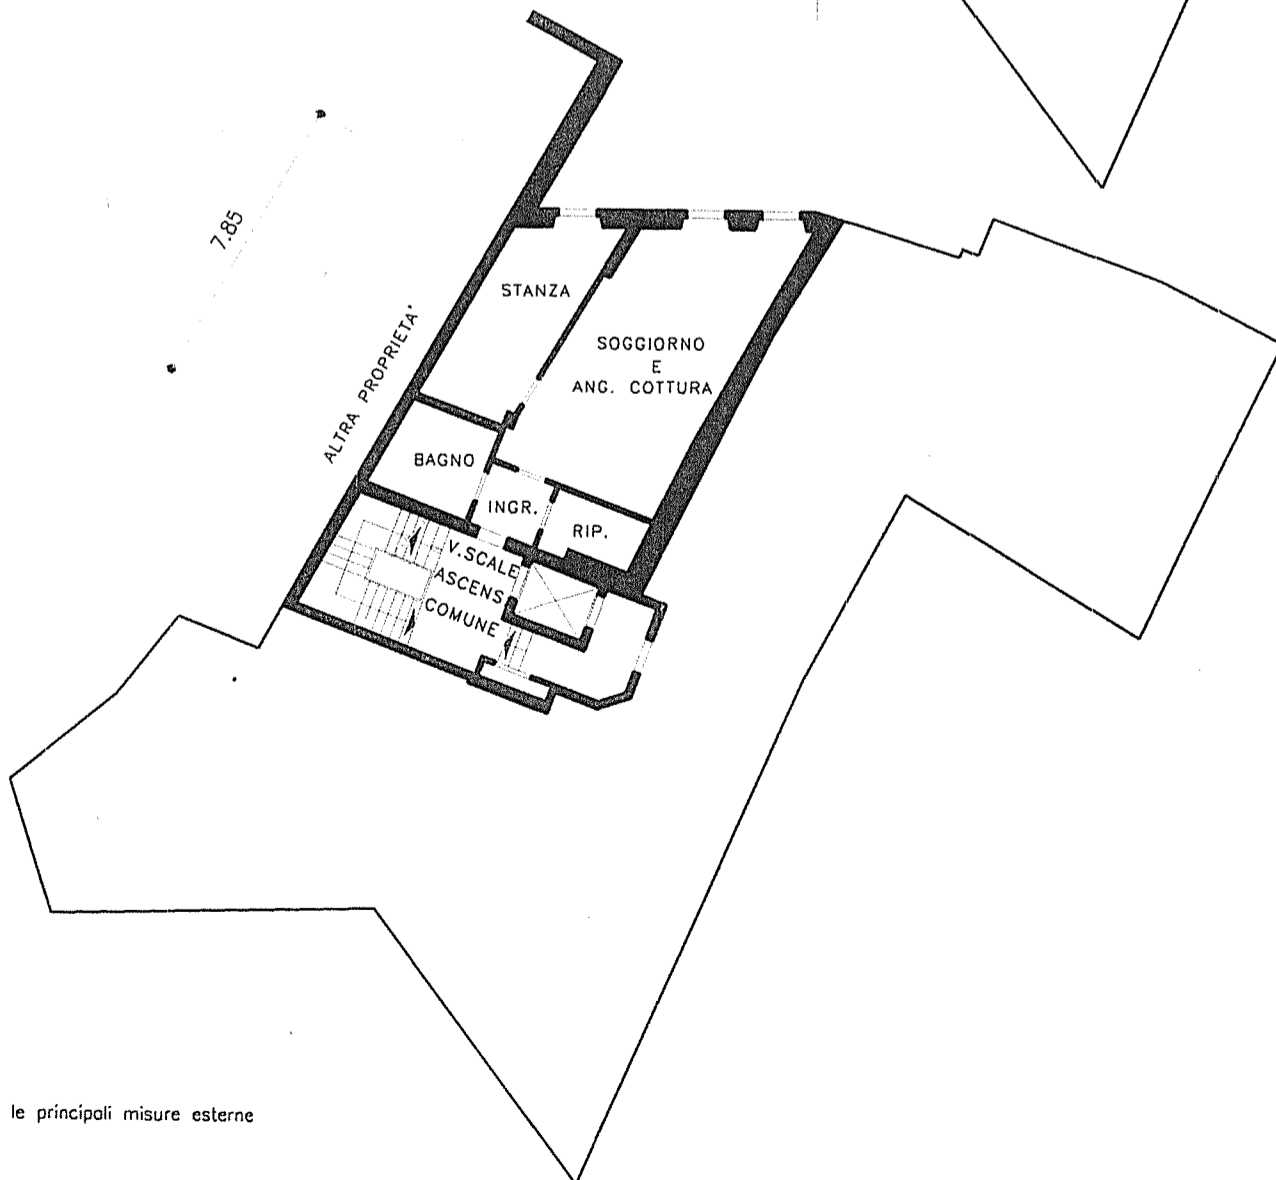 7.85
STANZA
SOGGIORNO
E
ANG. COTTURA
ALTRA PROPRIETA'
BAGNO
INGR.
RIP.
V.SCALE
ASCENS
COMUNE
le principali misure esterne